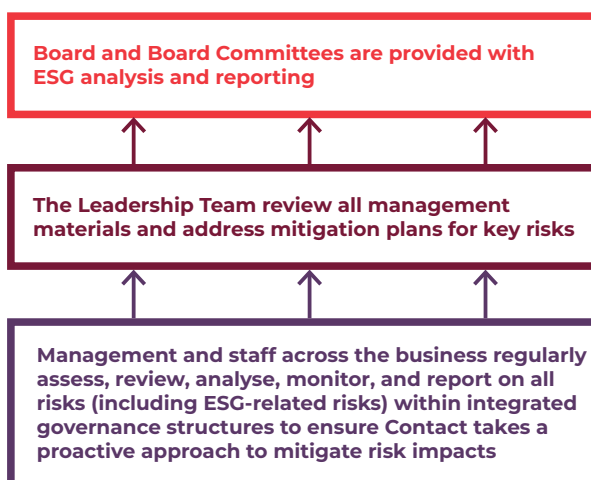 Board and Board Committees are provided with
ESG analysis and reporting
The Leadership Team review all management
materials and address mitigation plans for key risks
Management and staff across the business regularly
assess, review, analyse, monitor, and report on all
risks (including ESG-related risks) within integrated
governance structures to ensure Contact takes a
proactive approach to mitigate risk impacts